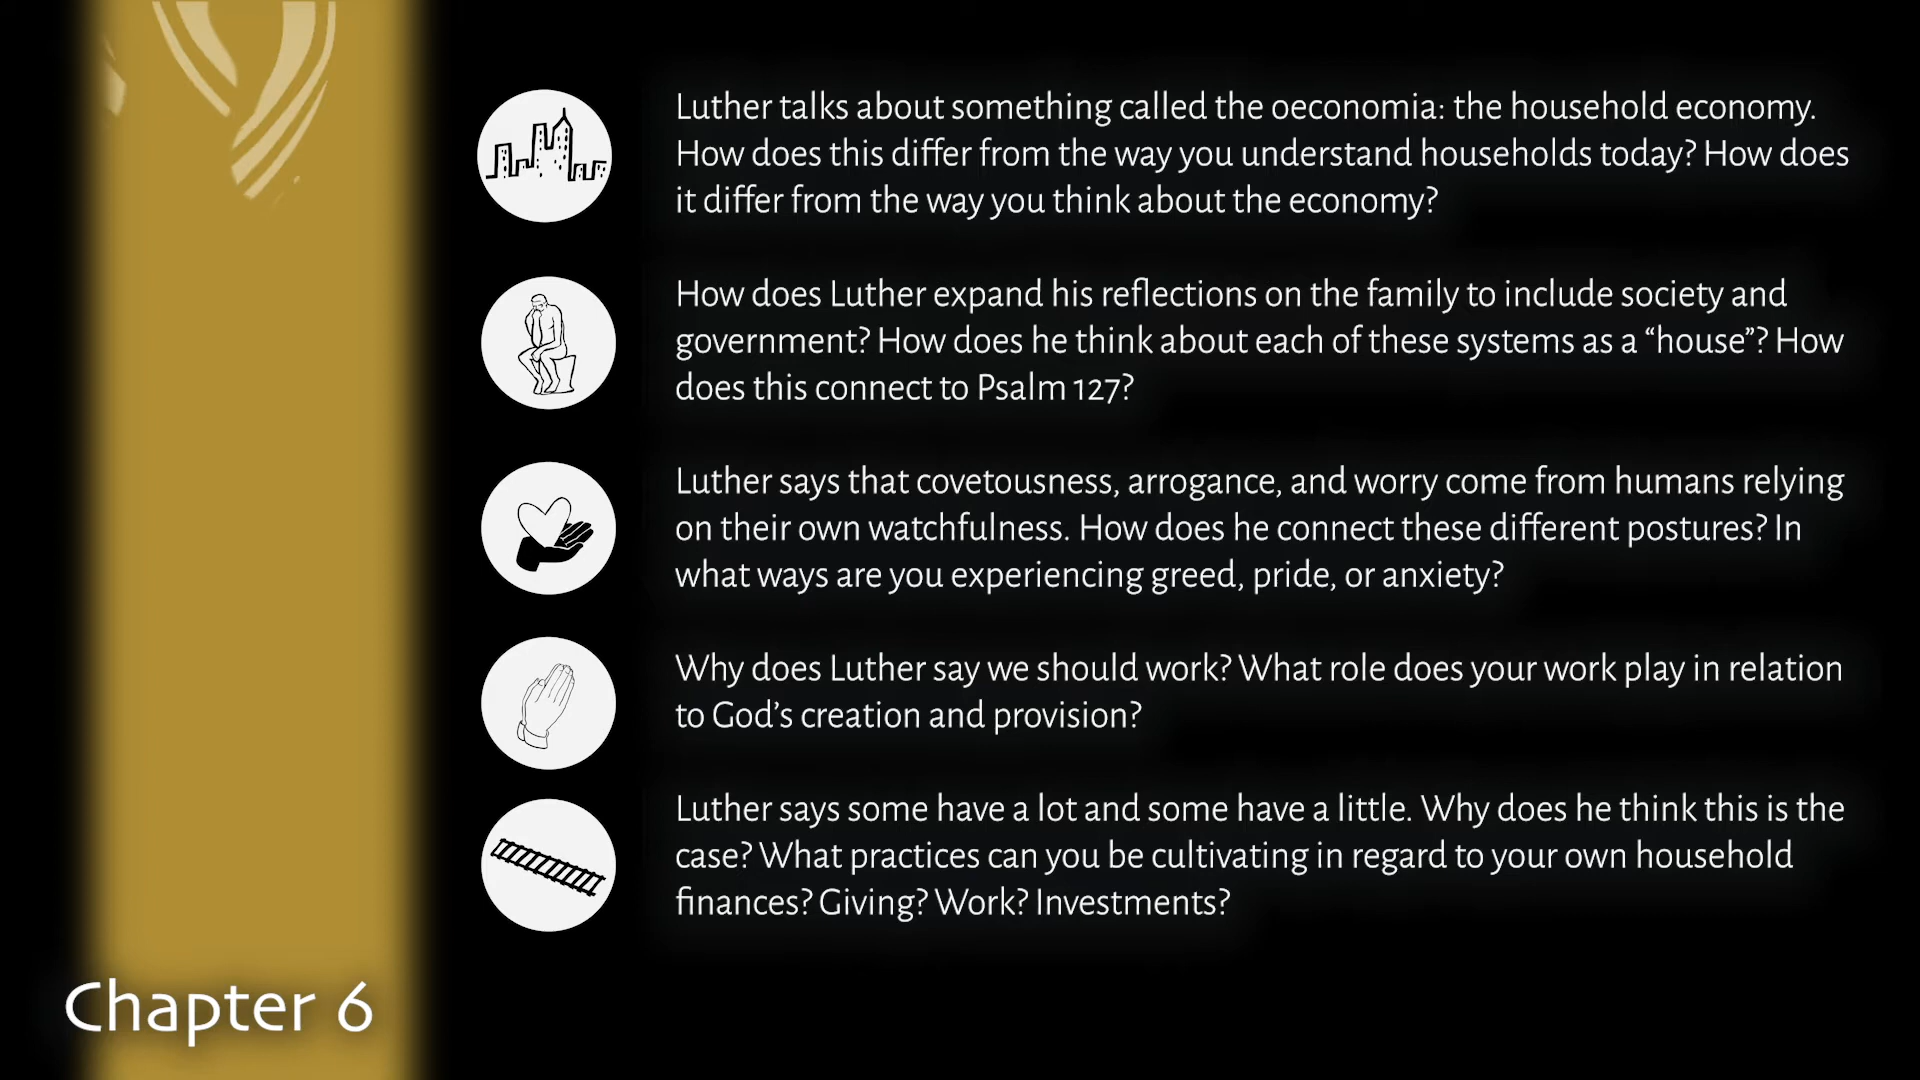 Luther talks about something called the oeconomia: the household economy.
How does this differ from the way you understand households today? How does
it differ from the way you think about the economy?
How does Luther expand his reflections on the family to include society and
government? How does he think about each of these systems as a “house”? How
does this connect to Psalm 127?
Luther says that covetousness, arrogance, and worry come from humans relying
on their own watchfulness. How does he connect these different postures? In
what ways are you experiencing greed, pride, or anxiety?
Why does Luther say we should work? What role does your work play in relation
to God’s creation and provision?
Luther says some have a lot and some have a little. Why does he think this is the
case? What practices can you be cultivating in regard to your own household
finances? Giving? Work? Investments?
Chapter 6